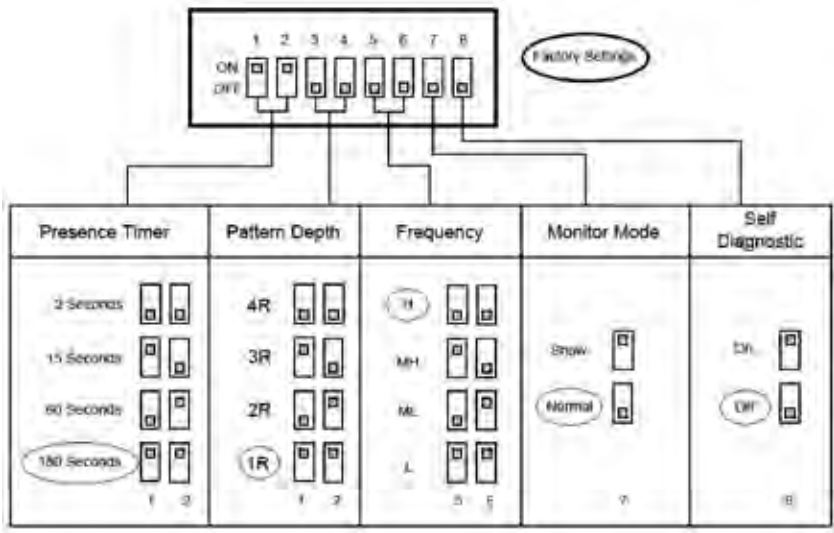 1 2 3 4 5 6 7 8
ON
OFF
Factory Settings
Presence Timer
Pattern Depth
Frequency
Monitor Mode
Self
Diagnostic
2 Seconds
4R
H
15 Seconds
3R
MH
Snow
On
60 Seconds
2R
ML
Normal
Off
180 Seconds
1R
L
1 2
1 2
5 6
7
8